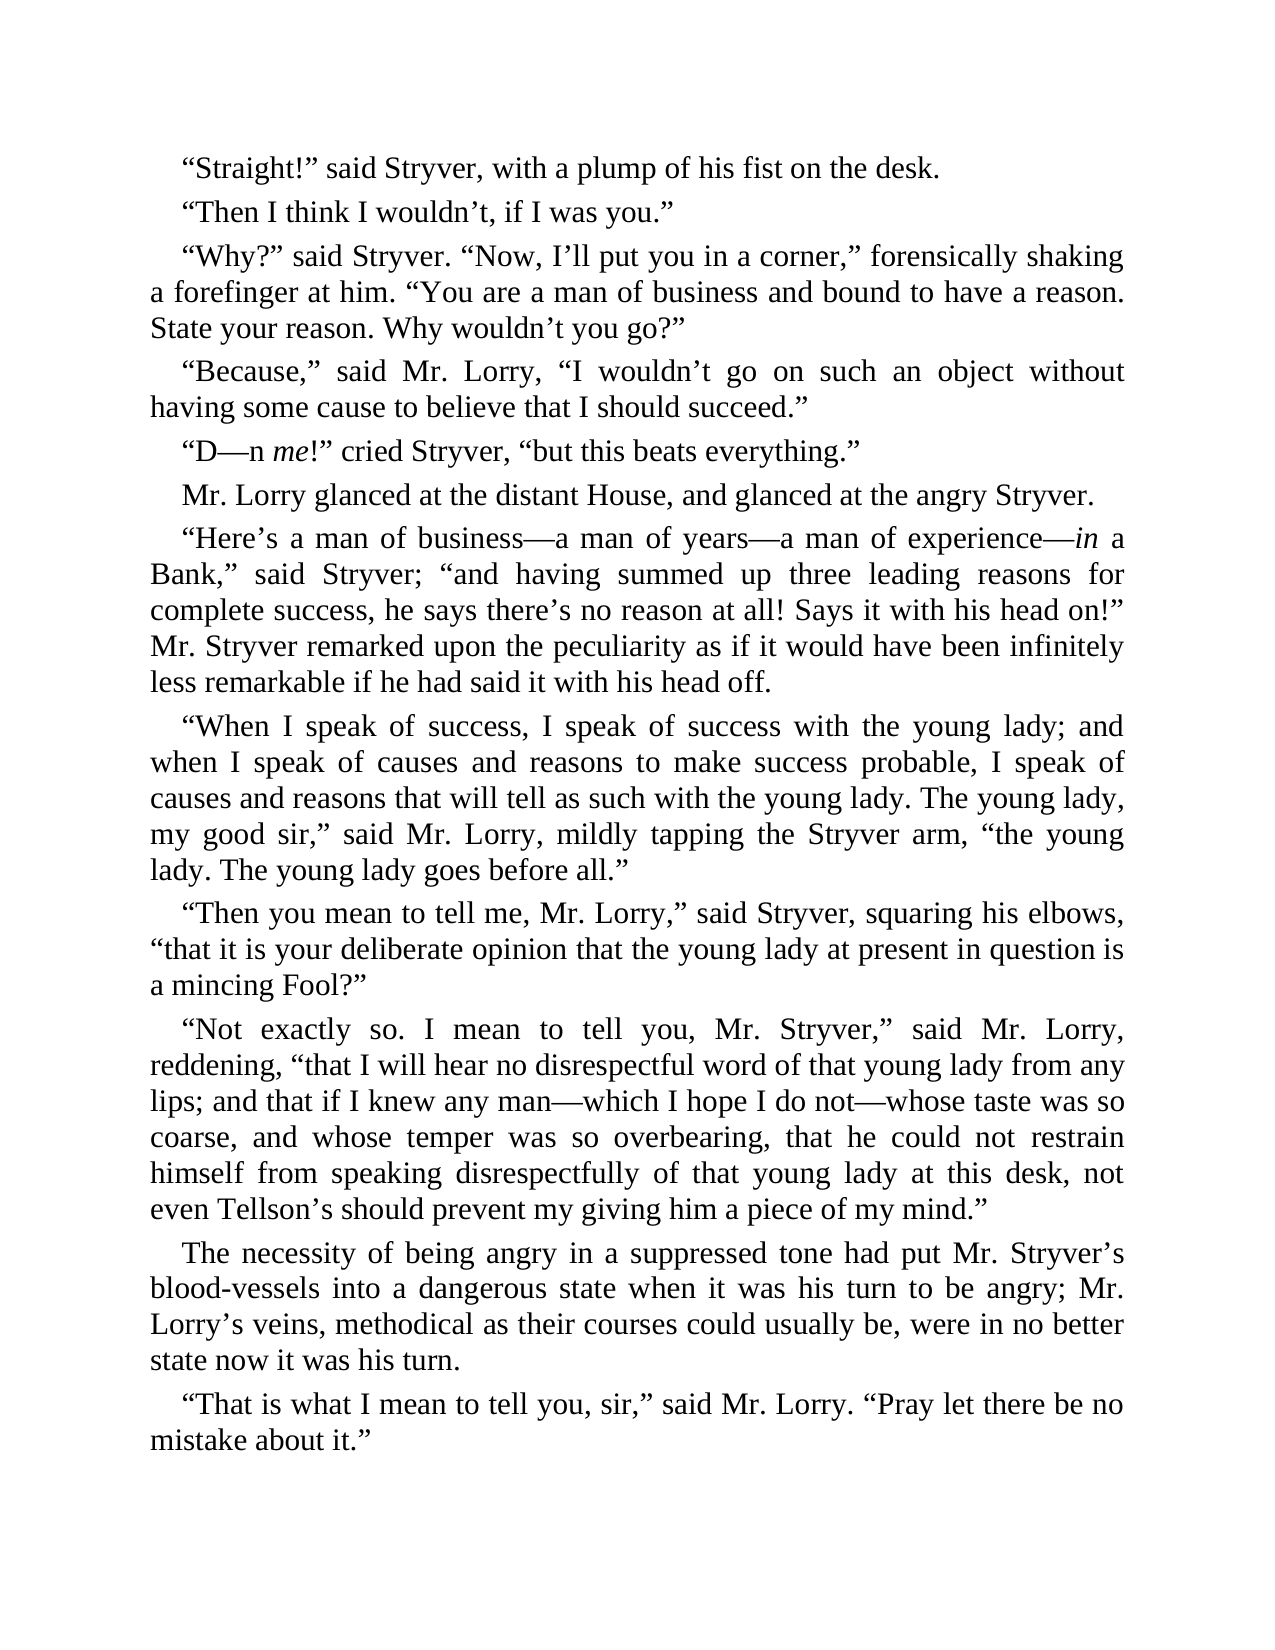 “Straight!” said Stryver, with a plump of his fist on the desk.
“Then I think I wouldn’t, if I was you.”
“Why?” said Stryver. “Now, I’ll put you in a corner,” forensically shaking
a forefinger at him. “You are a man of business and bound to have a reason.
State your reason. Why wouldn’t you go?”
“Because,” said Mr. Lorry, “I wouldn’t go on such an object without
having some cause to believe that I should succeed.”
“D—n me!” cried Stryver, “but this beats everything.”
Mr. Lorry glanced at the distant House, and glanced at the angry Stryver.
“Here’s a man of business—a man of years—a man of experience—in a
Bank,” said Stryver; “and having summed up three leading reasons for
complete success, he says there’s no reason at all! Says it with his head on!”
Mr. Stryver remarked upon the peculiarity as if it would have been infinitely
less remarkable if he had said it with his head off.
“When I speak of success, I speak of success with the young lady; and
when I speak of causes and reasons to make success probable, I speak of
causes and reasons that will tell as such with the young lady. The young lady,
my good sir,” said Mr. Lorry, mildly tapping the Stryver arm, “the young
lady. The young lady goes before all.”
“Then you mean to tell me, Mr. Lorry,” said Stryver, squaring his elbows,
“that it is your deliberate opinion that the young lady at present in question is
a mincing Fool?”
“Not exactly so. I mean to tell you, Mr. Stryver,” said Mr. Lorry,
reddening, “that I will hear no disrespectful word of that young lady from any
lips; and that if I knew any man—which I hope I do not—whose taste was so
coarse, and whose temper was so overbearing, that he could not restrain
himself from speaking disrespectfully of that young lady at this desk, not
even Tellson’s should prevent my giving him a piece of my mind.”
The necessity of being angry in a suppressed tone had put Mr. Stryver’s
blood-vessels into a dangerous state when it was his turn to be angry; Mr.
Lorry’s veins, methodical as their courses could usually be, were in no better
state now it was his turn.
“That is what I mean to tell you, sir,” said Mr. Lorry. “Pray let there be no
mistake about it.”